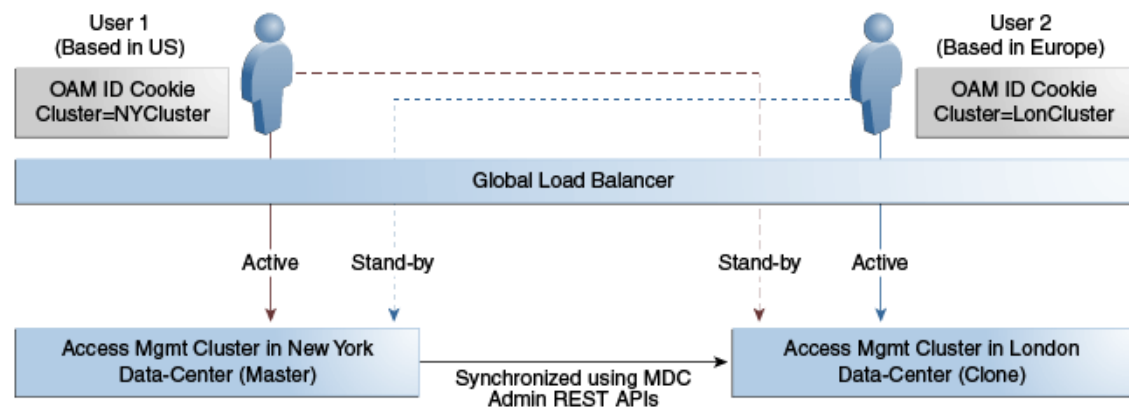 User 1
(Based in US)
OAM ID Cookie
Cluster=NYCluster
User 2
(Based in Europe)
OAM ID Cookie
Cluster=LonCluster
Global Load Balancer
Active
Stand-by
Stand-by
Active
Access Mgmt Cluster in New York
Data-Center (Master)
Synchronized using MDC
Admin REST APIs
Access Mgmt Cluster in London
Data-Center (Clone)